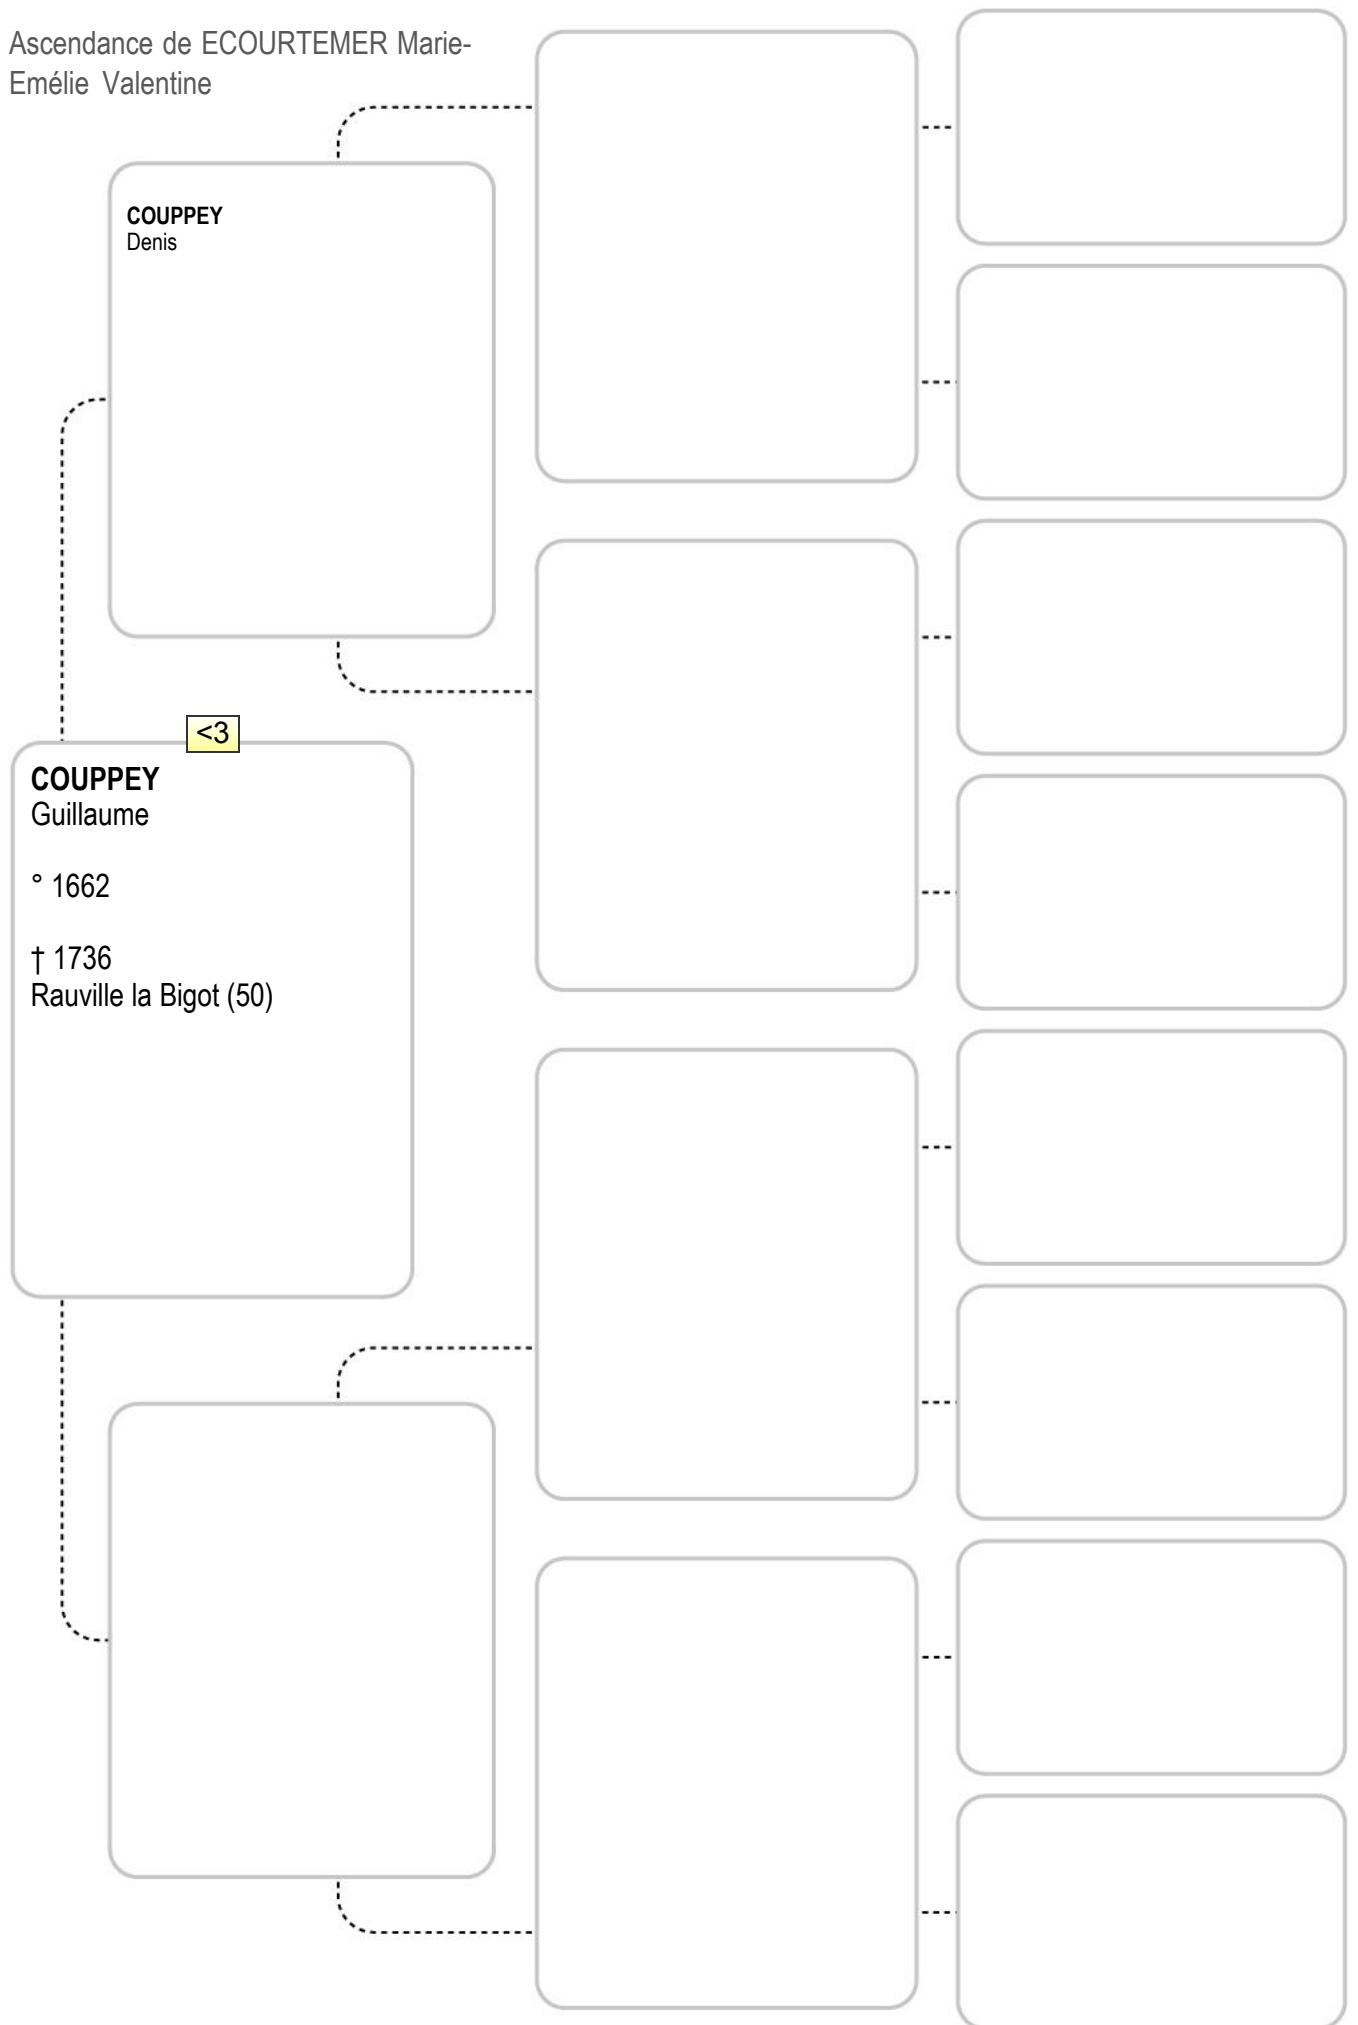 Ascendance de ECOURTEMER Marie-
Emélie Valentine
COUPPEY
Denis
<3
COUPPEY
Guillaume
° 1662
† 1736
Rauville la Bigot (50)